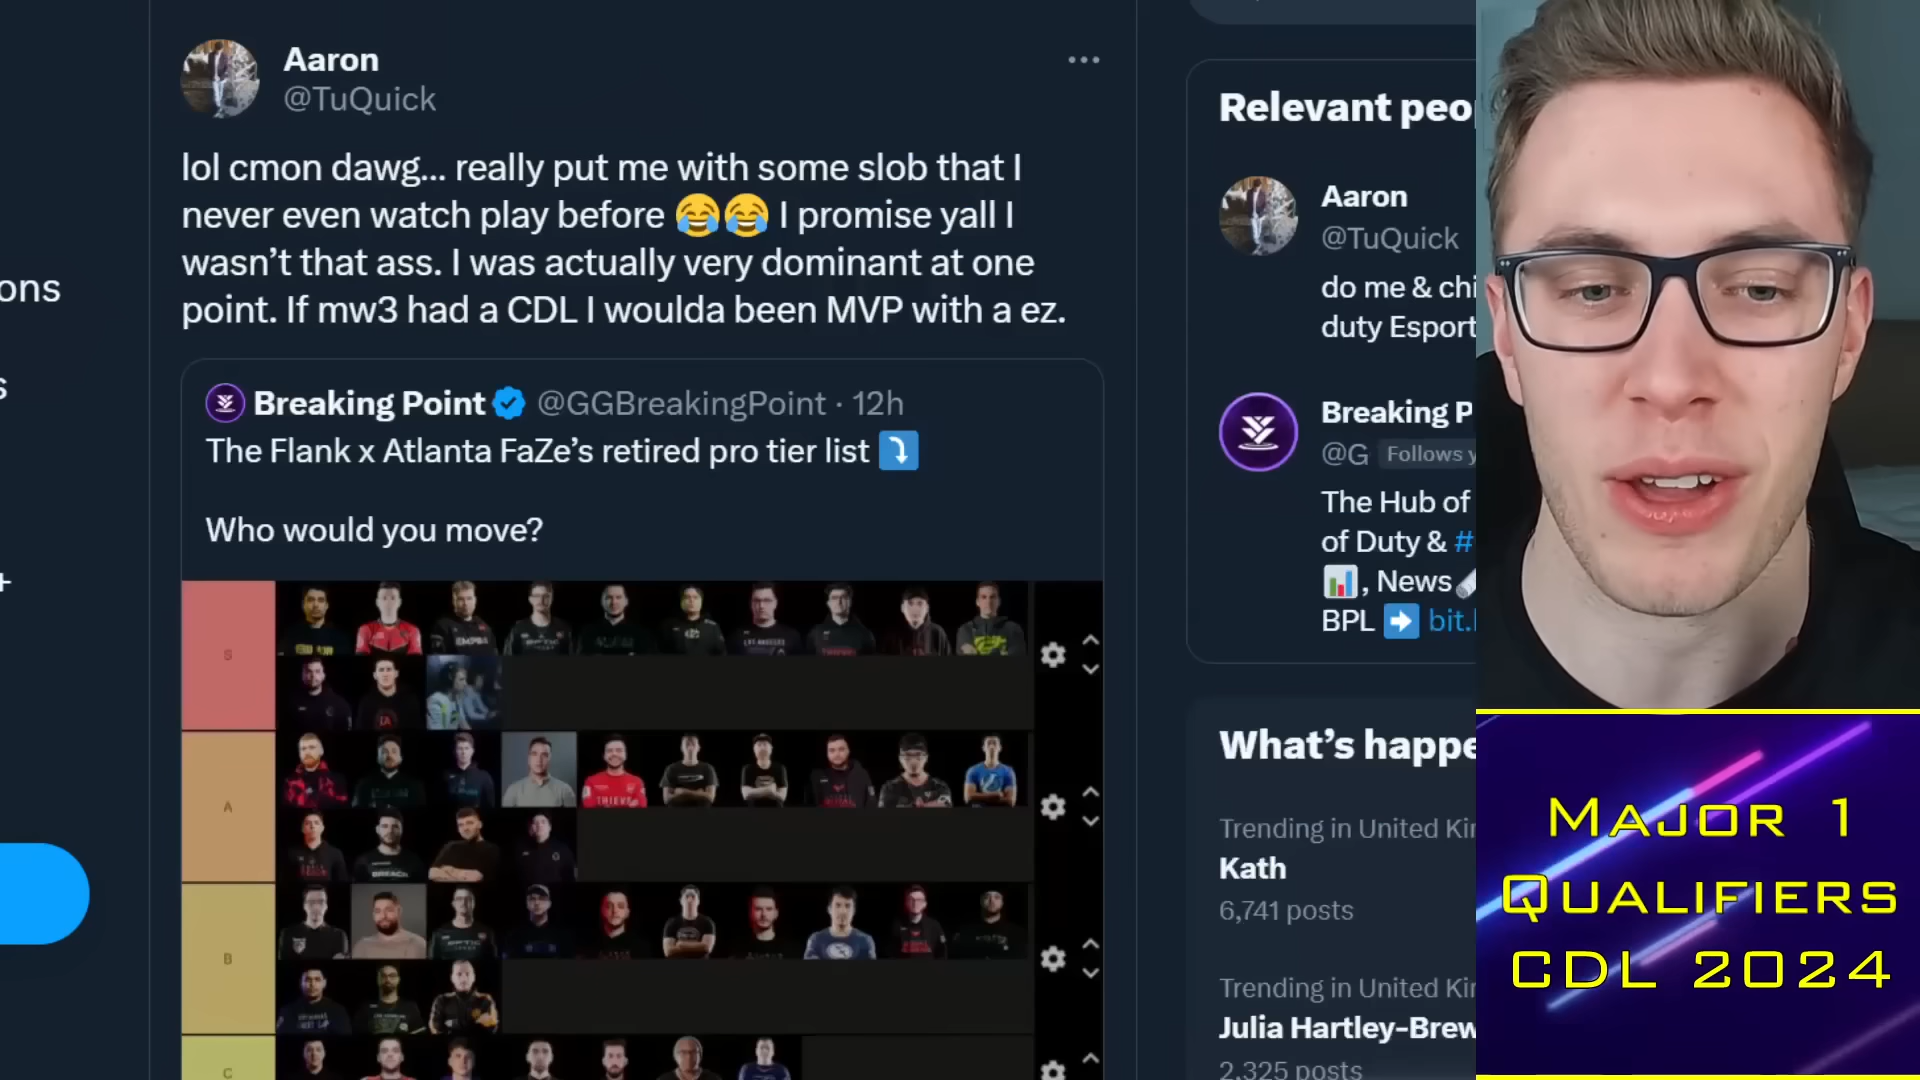 Aaron
@TuQuick
lol cmon dawg... really put me with some slob that I
never even watch play before 😂😂 I promise yall I
wasn’t that ass. I was actually very dominant at one
point. If mw3 had a CDL I woulda been MVP with a ez.
Breaking Point @GGBreakingPoint · 12h
The Flank x Atlanta FaZe’s retired pro tier list ⤵️
Who would you move?
S
A
B
C
ons
s
+
Relevant peo
Aaron
@TuQuick
do me & chi
duty Esport
Breaking P
@G Follows y
The Hub of
of Duty & #
📊, News🗞
BPL ➡️ bit.l
What’s happe
Trending in United Kin
Kath
6,741 posts
Trending in United Kin
Julia Hartley-Brew
2,325 posts
Major 1
Qualifiers
CDL 2024